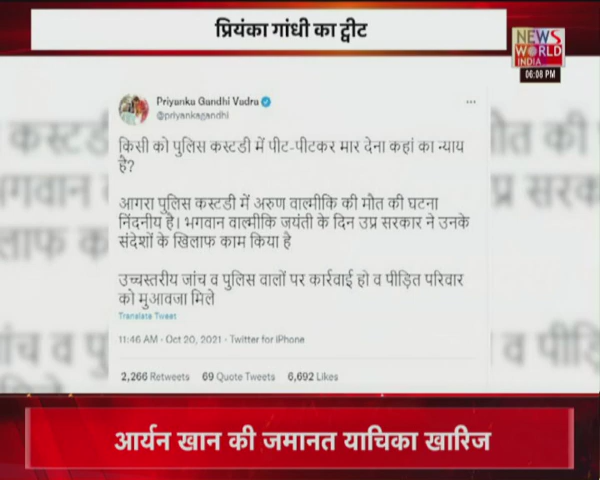 प्रियंका गांधी का ट्वीट
NEWS
WORLD
INDIA
06:08 PM
Priyanka Gandhi Vadra
@priyankagandhi
किसी को पुलिस कस्टडी में पीट-पीटकर मार देना कहां का न्याय
है?
आगरा पुलिस कस्टडी में अरुण वाल्मीकि की मौत की घटना
निंदनीय है। भगवान वाल्मीकि जयंती के दिन उप्र सरकार ने उनके
संदेशों के खिलाफ काम किया है
उच्चस्तरीय जांच व पुलिस वालों पर कार्रवाई हो व पीड़ित परिवार
को मुआवजा मिले
Translate Tweet
11:46 AM · Oct 20, 2021 · Twitter for iPhone
2,266 Retweets 69 Quote Tweets 6,692 Likes
आर्यन खान की जमानत याचिका खारिज